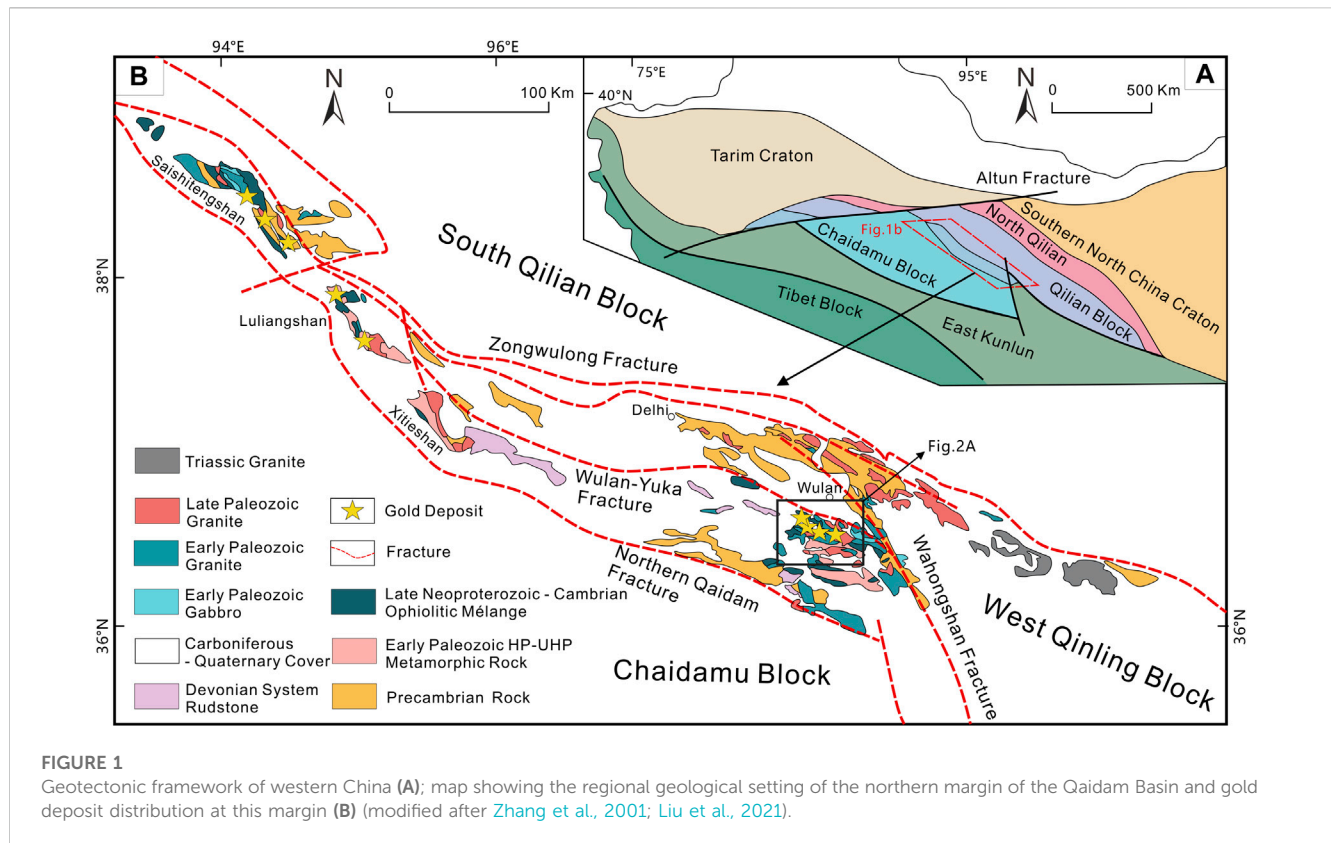 94°E
96°E
B
N
0
100 Km
38°N
36°N
36°N
Saishitengshan
Luliangshan
Xitieshan
South Qilian Block
Zongwulong Fracture
Delhi
Wulan
Fig.2A
Wulan-Yuka
Fracture
Northern Qaidam
Fracture
Wahongshan Fracture
West Qinling Block
Chaidamu Block
75°E
95°E
A
40°N
N
0
500 Km
Tarim Craton
Altun Fracture
Fig.1b
North Qilian
Southern North China Craton
Chaidamu Block
Qilian Block
Tibet Block
East Kunlun
Triassic Granite
Late Paleozoic
Granite
Early Paleozoic
Granite
Early Paleozoic
Gabbro
Carboniferous
- Quaternary Cover
Devonian System
Rudstone
Gold Deposit
Fracture
Late Neoproterozoic - Cambrian
Ophiolitic Mélange
Early Paleozoic HP-UHP
Metamorphic Rock
Precambrian Rock
FIGURE 1
Geotectonic framework of western China (A); map showing the regional geological setting of the northern margin of the Qaidam Basin and gold
deposit distribution at this margin (B) (modified after Zhang et al., 2001; Liu et al., 2021).